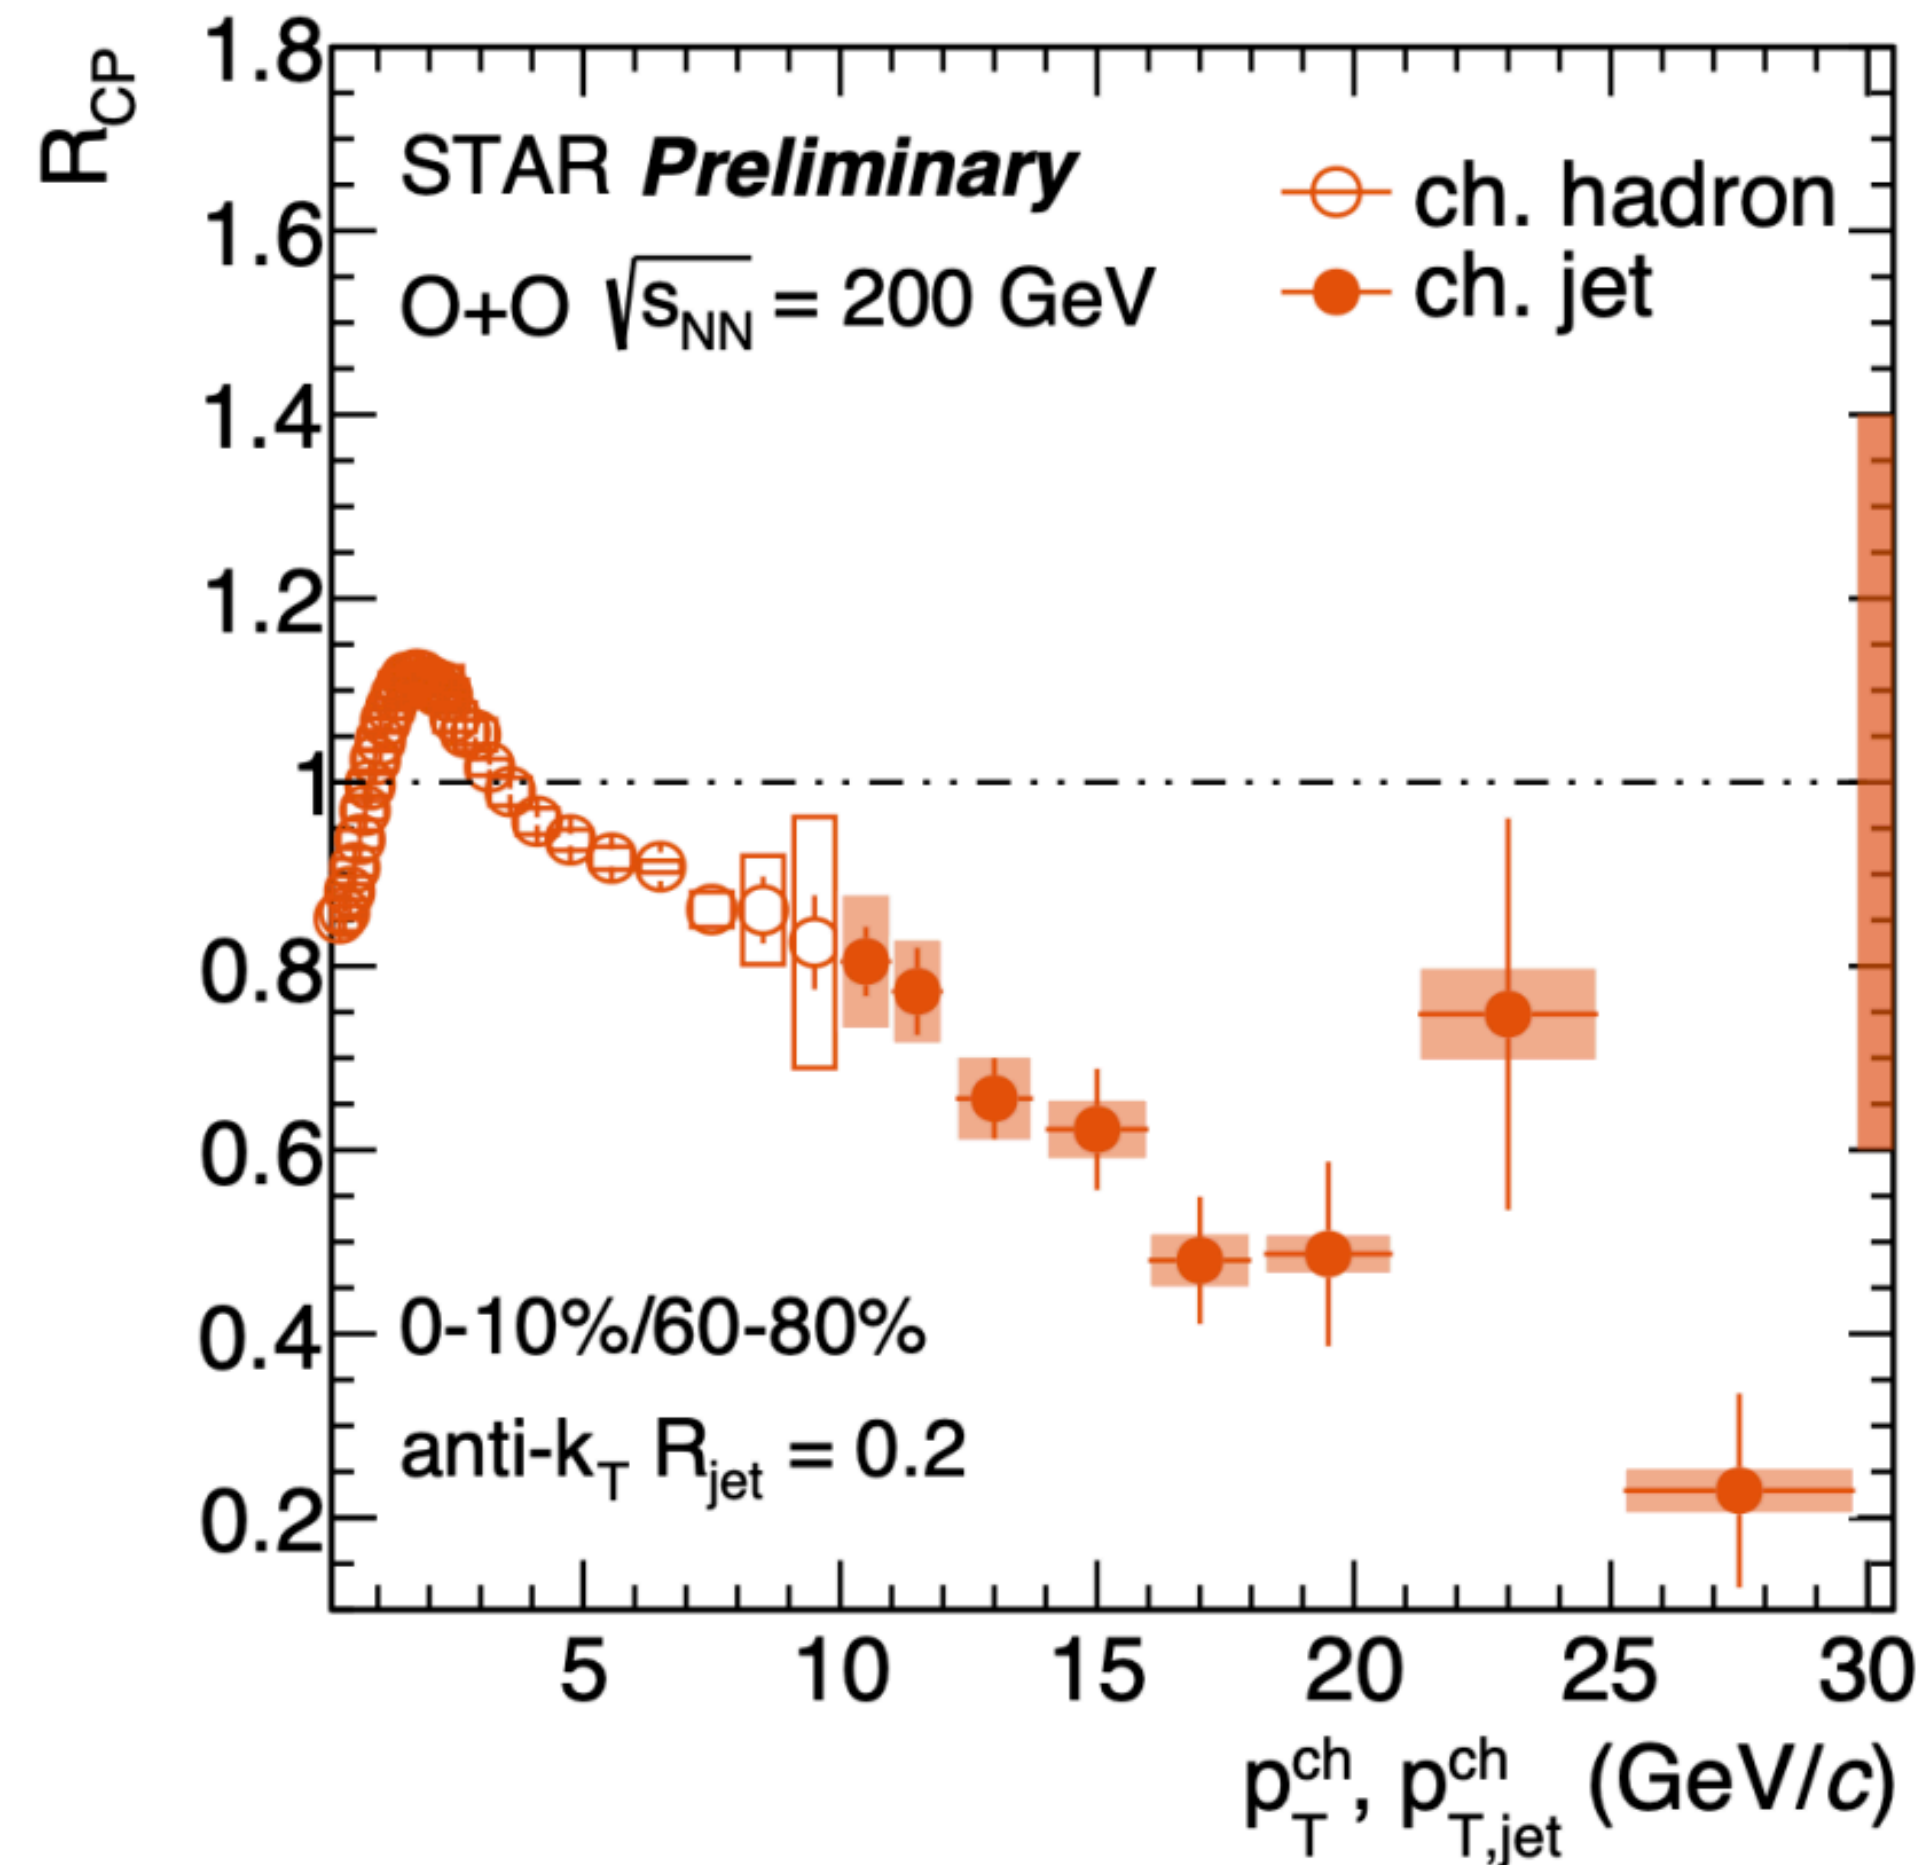 R_CP
1.8
1.6
1.4
1.2
1
0.8
0.6
0.4
0.2
STAR Preliminary
O+O √s_NN = 200 GeV
ch. hadron
ch. jet
0-10%/60-80%
anti-k_T R_jet = 0.2
5 10 15 20 25 30
p_T^ch, p_T,jet^ch (GeV/c)